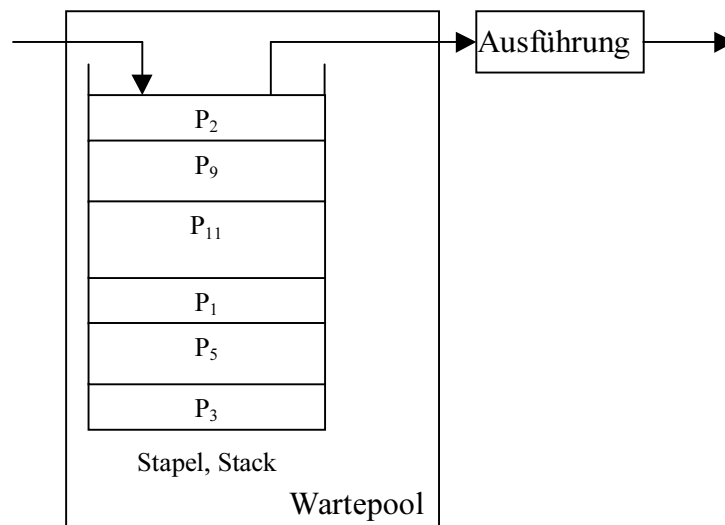 Ausführung
P₂
P₉
P₁₁
P₁
P₅
P₃
Stapel, Stack
Wartepool